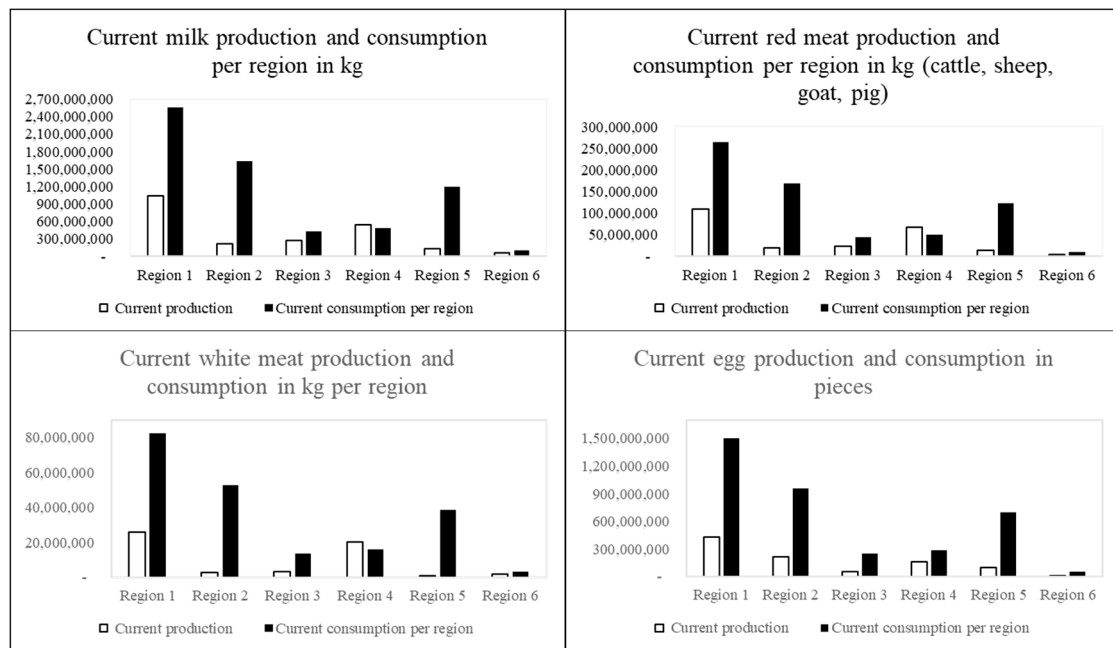 Current milk production and consumption
per region in kg
2,700,000,000
2,400,000,000
2,100,000,000
1,800,000,000
1,500,000,000
1,200,000,000
900,000,000
600,000,000
300,000,000
-
Region 1 Region 2 Region 3 Region 4 Region 5 Region 6
Current production Current consumption per region
Current red meat production and
consumption per region in kg (cattle, sheep,
goat, pig)
300,000,000
250,000,000
200,000,000
150,000,000
100,000,000
50,000,000
-
Region 1 Region 2 Region 3 Region 4 Region 5 Region 6
Current production Current consumption per region
Current white meat production and
consumption in kg per region
80,000,000
60,000,000
40,000,000
20,000,000
-
Region 1 Region 2 Region 3 Region 4 Region 5 Region 6
Current production Current consumption per region
Current egg production and consumption in
pieces
1,500,000,000
1,200,000,000
900,000,000
600,000,000
300,000,000
-
Region 1 Region 2 Region 3 Region 4 Region 5 Region 6
Current production Current consumption per region